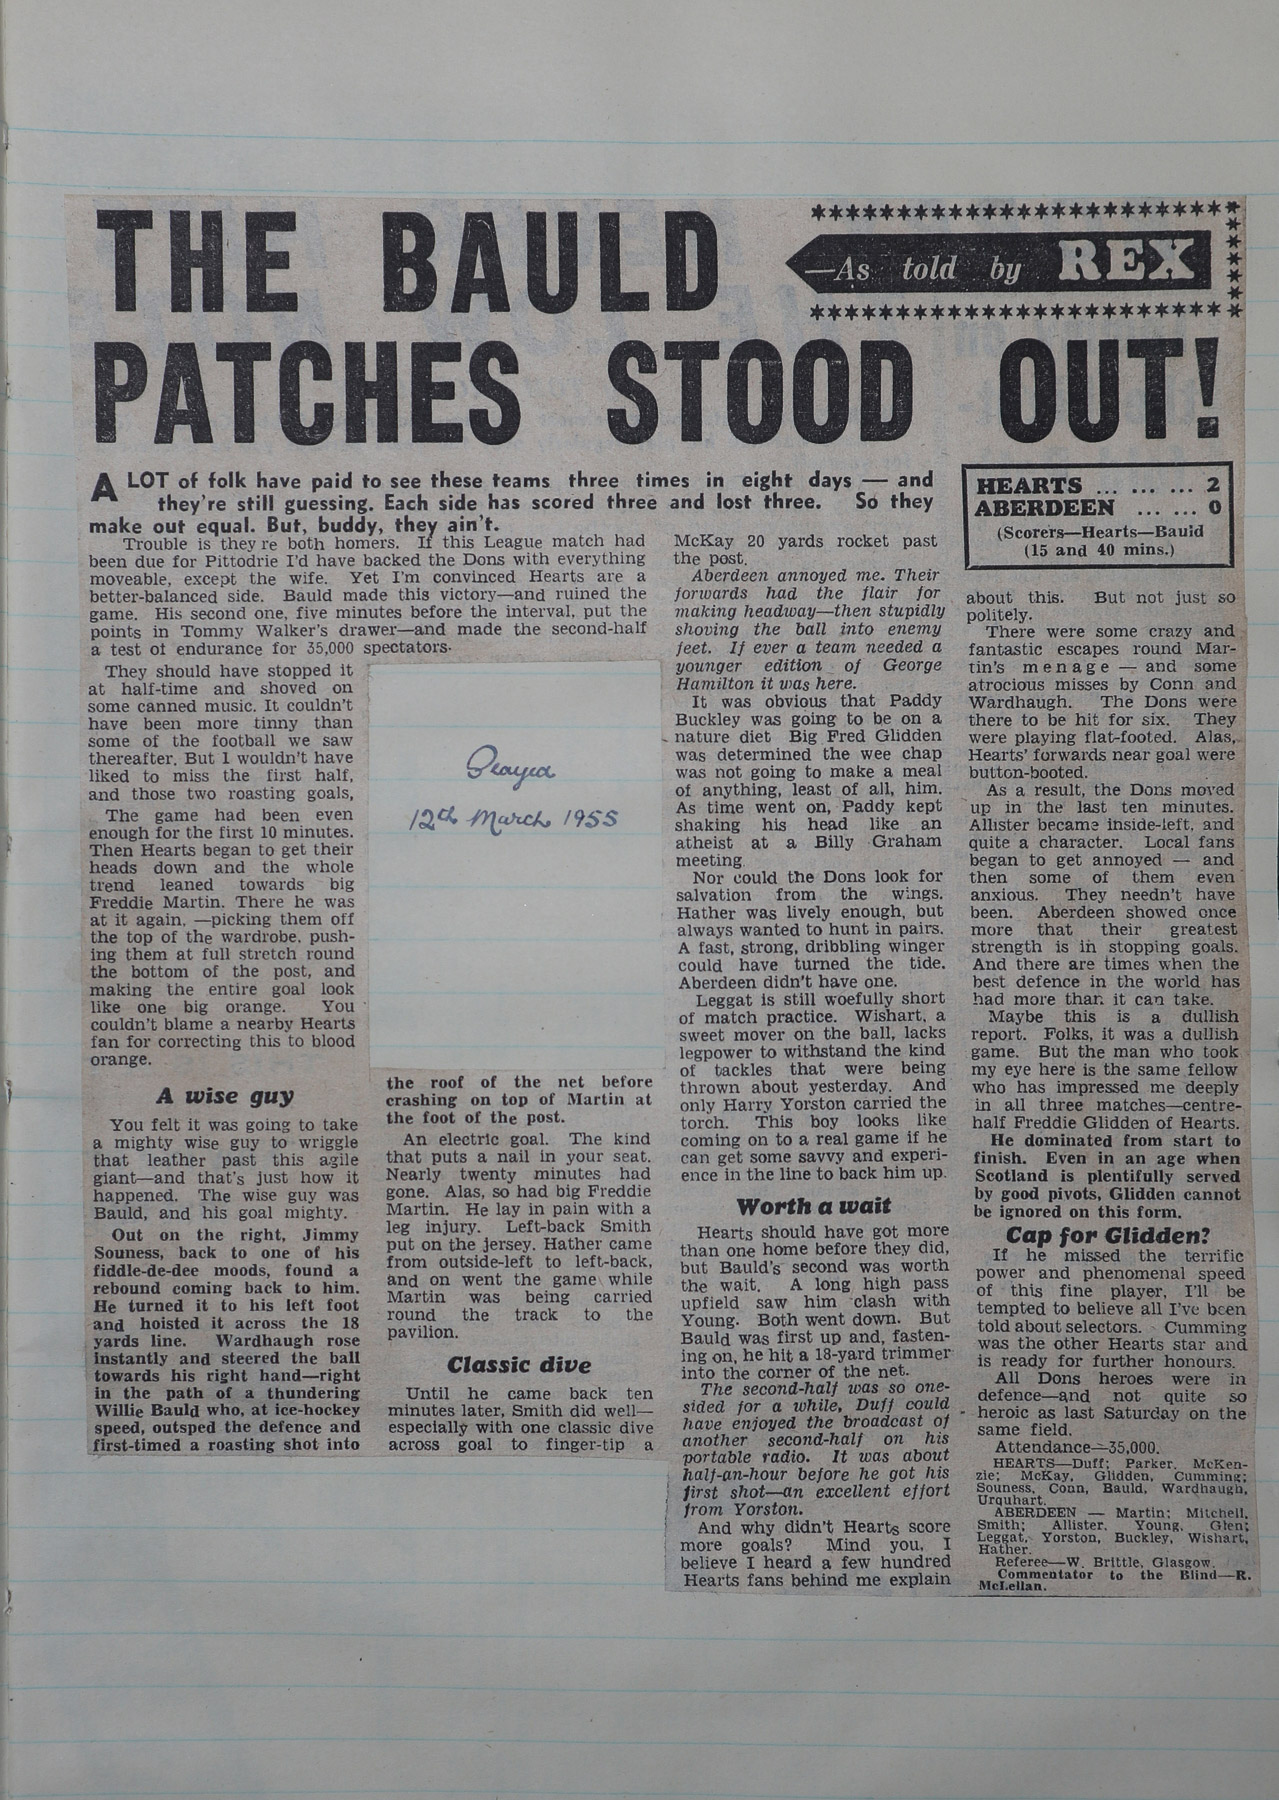 THE BAULD
—As told by REX
PATCHES STOOD OUT!
A LOT of folk have paid to see these teams three times in eight days — and
they're still guessing. Each side has scored three and lost three. So they
make out equal. But, buddy, they ain't.
Trouble is they're both homers. If this League match had
been due for Pittodrie I'd have backed the Dons with everything
moveable, except the wife. Yet I'm convinced Hearts are a
better-balanced side. Bauld made this victory—and ruined the
game. His second one, five minutes before the interval, put the
points in Tommy Walker's drawer—and made the second-half
a test of endurance for 35,000 spectators.
They should have stopped it
at half-time and shoved on
some canned music. It couldn't
have been more tinny than
some of the football we saw
thereafter. But I wouldn't have
liked to miss the first half,
and those two roasting goals,
The game had been even
enough for the first 10 minutes.
Then Hearts began to get their
heads down and the whole
trend leaned towards big
Freddie Martin. There he was
at it again, —picking them off
the top of the wardrobe, push-
ing them at full stretch round
the bottom of the post, and
making the entire goal look
like one big orange. You
couldn't blame a nearby Hearts
fan for correcting this to blood
orange.
A wise guy
You felt it was going to take
a mighty wise guy to wriggle
that leather past this agile
giant—and that's just how it
happened. The wise guy was
Bauld, and his goal mighty.
Out on the right, Jimmy
Souness, back to one of his
fiddle-de-dee moods, found a
rebound coming back to him.
He turned it to his left foot
and hoisted it across the 18
yards line. Wardhaugh rose
instantly and steered the ball
towards his right hand—right
in the path of a thundering
Willie Bauld who, at ice-hockey
speed, outsped the defence and
first-timed a roasting shot into
Played
12th March 1955
the roof of the net before
crashing on top of Martin at
the foot of the post.
An electric goal. The kind
that puts a nail in your seat.
Nearly twenty minutes had
gone. Alas, so had big Freddie
Martin. He lay in pain with a
leg injury. Left-back Smith
put on the jersey. Hather came
from outside-left to left-back,
and on went the game while
Martin was being carried
round the track to the
pavilion.
Classic dive
Until he came back ten
minutes later, Smith did well—
especially with one classic dive
across goal to finger-tip a
McKay 20 yards rocket past
the post.
Aberdeen annoyed me. Their
forwards had the flair for
making headway—then stupidly
shoving the ball into enemy
feet. If ever a team needed a
younger edition of George
Hamilton it was here.
It was obvious that Paddy
Buckley was going to be on a
nature diet Big Fred Glidden
was determined the wee chap
was not going to make a meal
of anything, least of all, him.
As time went on, Paddy kept
shaking his head like an
atheist at a Billy Graham
meeting
Nor could the Dons look for
salvation from the wings.
Hather was lively enough, but
always wanted to hunt in pairs.
A fast, strong, dribbling winger
could have turned the tide.
Aberdeen didn't have one.
Leggat is still woefully short
of match practice. Wishart, a
sweet mover on the ball, lacks
legpower to withstand the kind
of tackles that were being
thrown about yesterday. And
only Harry Yorston carried the
torch. This boy looks like
coming on to a real game if he
can get some savvy and experi-
ence in the line to back him up.
Worth a wait
Hearts should have got more
than one home before they did,
but Bauld's second was worth
the wait. A long high pass
upfield saw him clash with
Young. Both went down. But
Bauld was first up and, fasten-
ing on, he hit a 18-yard trimmer
into the corner of the net.
The second-half was so one-
sided for a while, Duff could
have enjoyed the broadcast of
another second-half on his
portable radio. It was about
half-an-hour before he got his
first shot—an excellent effort
from Yorston.
And why didn't Hearts score
more goals? Mind you, I
believe I heard a few hundred
Hearts fans behind me explain
HEARTS ... ... ... 2
ABERDEEN ... ... 0
(Scorers—Hearts—Bauld
(15 and 40 mins.)
about this. But not just so
politely.
There were some crazy and
fantastic escapes round Mar-
tin's menage — and some
atrocious misses by Conn and
Wardhaugh. The Dons were
there to be hit for six. They
were playing flat-footed. Alas,
Hearts' forwards near goal were
button-booted.
As a result, the Dons moved
up in the last ten minutes.
Allister became inside-left, and
quite a character. Local fans
began to get annoyed — and
then some of them even
anxious. They needn't have
been. Aberdeen showed once
more that their greatest
strength is in stopping goals.
And there are times when the
best defence in the world has
had more than it can take.
Maybe this is a dullish
report. Folks, it was a dullish
game. But the man who took
my eye here is the same fellow
who has impressed me deeply
in all three matches—centre-
half Freddie Glidden of Hearts.
He dominated from start to
finish. Even in an age when
Scotland is plentifully served
by good pivots, Glidden cannot
be ignored on this form.
Cap for Glidden?
If he missed the terrific
power and phenomenal speed
of this fine player, I'll be
tempted to believe all I've been
told about selectors. Cumming
was the other Hearts star and
is ready for further honours.
All Dons heroes were in
defence—and not quite so
heroic as last Saturday on the
same field.
Attendance—35,000.
HEARTS—Duff; Parker, McKen-
zie; McKay, Glidden, Cumming;
Souness, Conn, Bauld, Wardhaugh,
Urquhart.
ABERDEEN — Martin; Mitchell,
Smith; Allister, Young, Glen;
Leggat, Yorston, Buckley, Wishart,
Hather.
Referee—W. Brittle, Glasgow.
Commentator to the Blind—R.
McLellan.